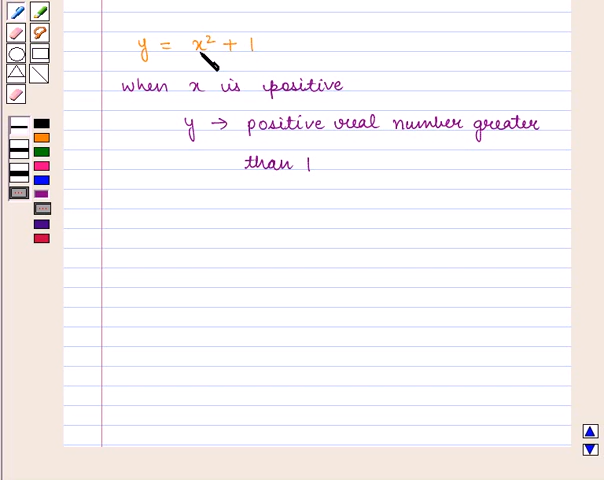 y = x² + 1
when x is positive
y → positive real number greater
than 1